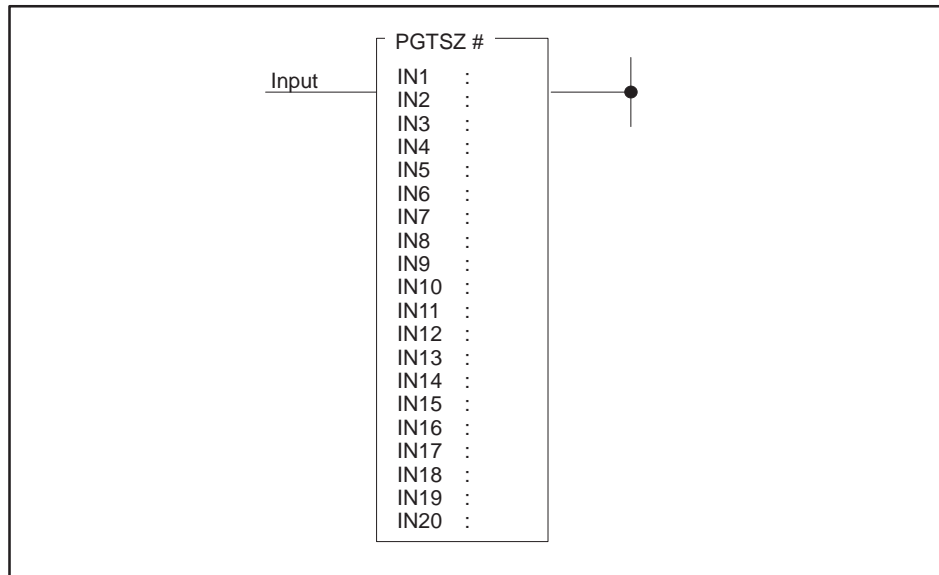 PGTSZ #
Input
IN1 :
IN2 :
IN3 :
IN4 :
IN5 :
IN6 :
IN7 :
IN8 :
IN9 :
IN10 :
IN11 :
IN12 :
IN13 :
IN14 :
IN15 :
IN16 :
IN17 :
IN18 :
IN19 :
IN20 :